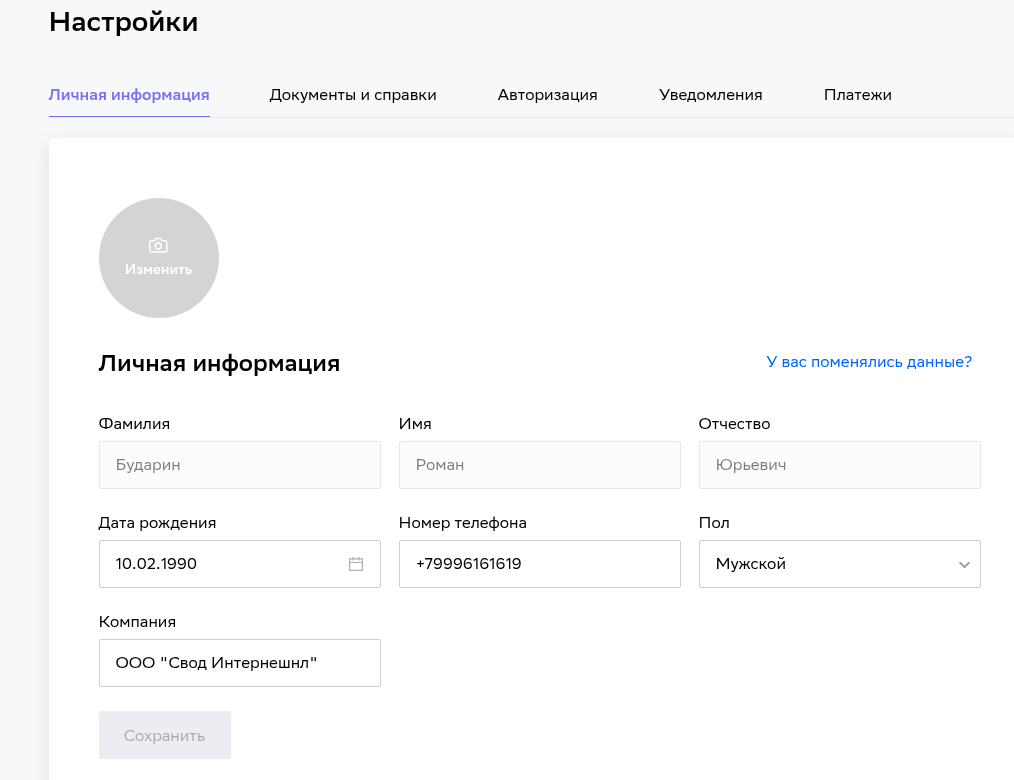 Настройки
Личная информация Документы и справки Авторизация Уведомления Платежи
Изменить
Личная информация У вас поменялись данные?
Фамилия Имя Отчество
Бударин Роман Юрьевич
Дата рождения Номер телефона Пол
10.02.1990 +79996161619 Мужской
Компания
ООО "Свод Интернешнл"
Сохранить